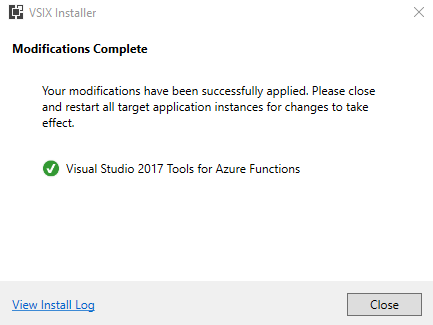 VSIX Installer
Modifications Complete
Your modifications have been successfully applied. Please close
and restart all target application instances for changes to take
effect.
Visual Studio 2017 Tools for Azure Functions
View Install Log
Close